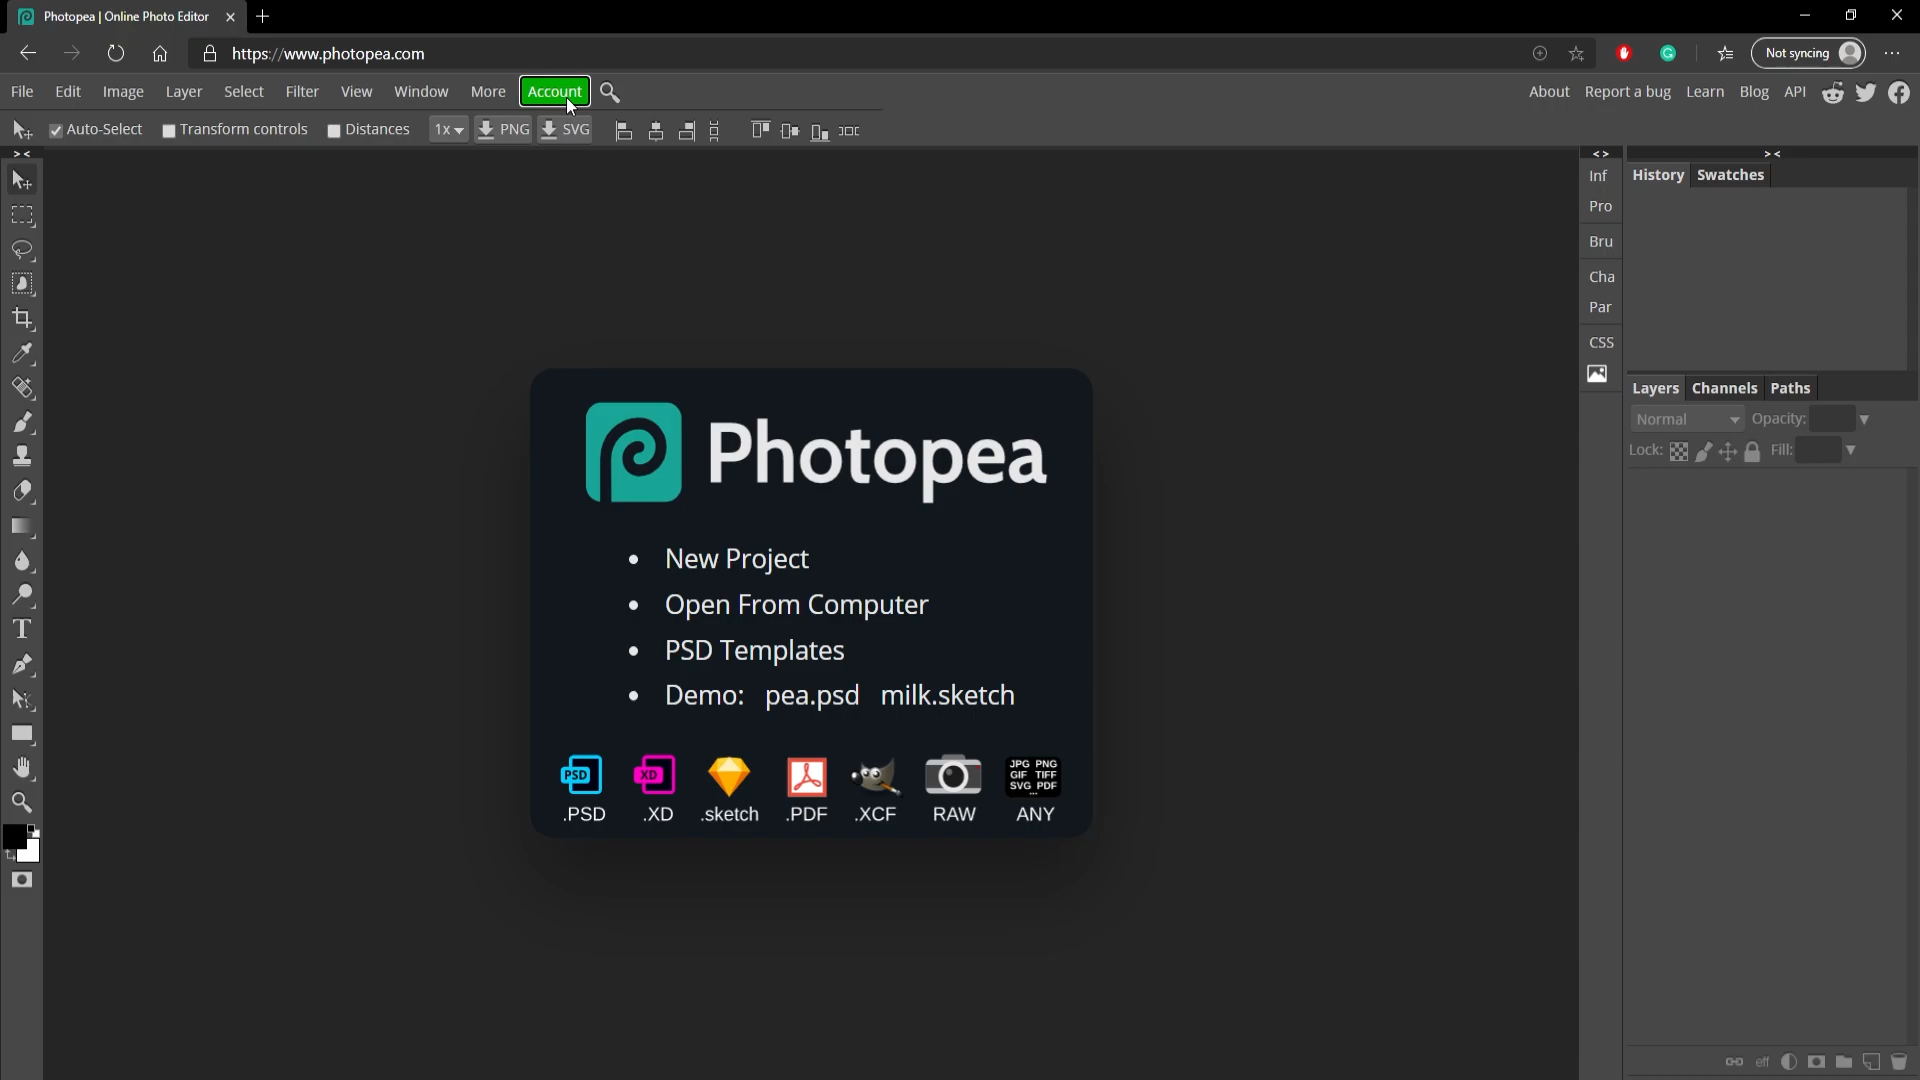 Photopea | Online Photo Editor
https://www.photopea.com
Not syncing
File Edit Image Layer Select Filter View Window More Account
About Report a bug Learn Blog API
Auto-Select Transform controls Distances 1x PNG SVG
> <
< >
> <
Inf
Pro
Bru
Cha
Par
CSS
History Swatches
Layers Channels Paths
Normal Opacity:
Lock: Fill:
Photopea
• New Project
• Open From Computer
• PSD Templates
• Demo: pea.psd milk.sketch
PSD XD JPG PNG
GIF TIFF
SVG PDF
...
.PSD .XD .sketch .PDF .XCF RAW ANY
T
eff